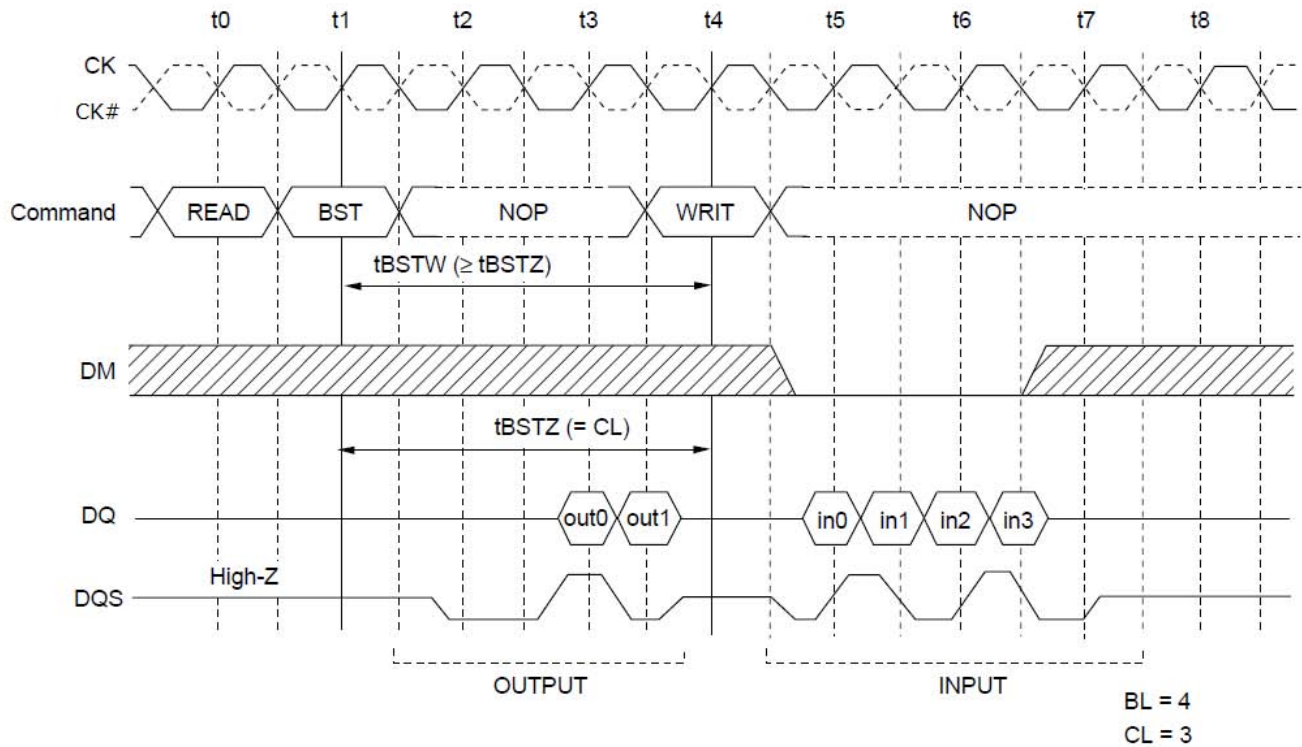 t0 t1 t2 t3 t4 t5 t6 t7 t8
CK
CK#
Command READ BST NOP WRIT NOP
tBSTW (≥ tBSTZ)
DM
tBSTZ (= CL)
DQ out0 out1 in0 in1 in2 in3
High-Z
DQS
OUTPUT INPUT
BL = 4
CL = 3